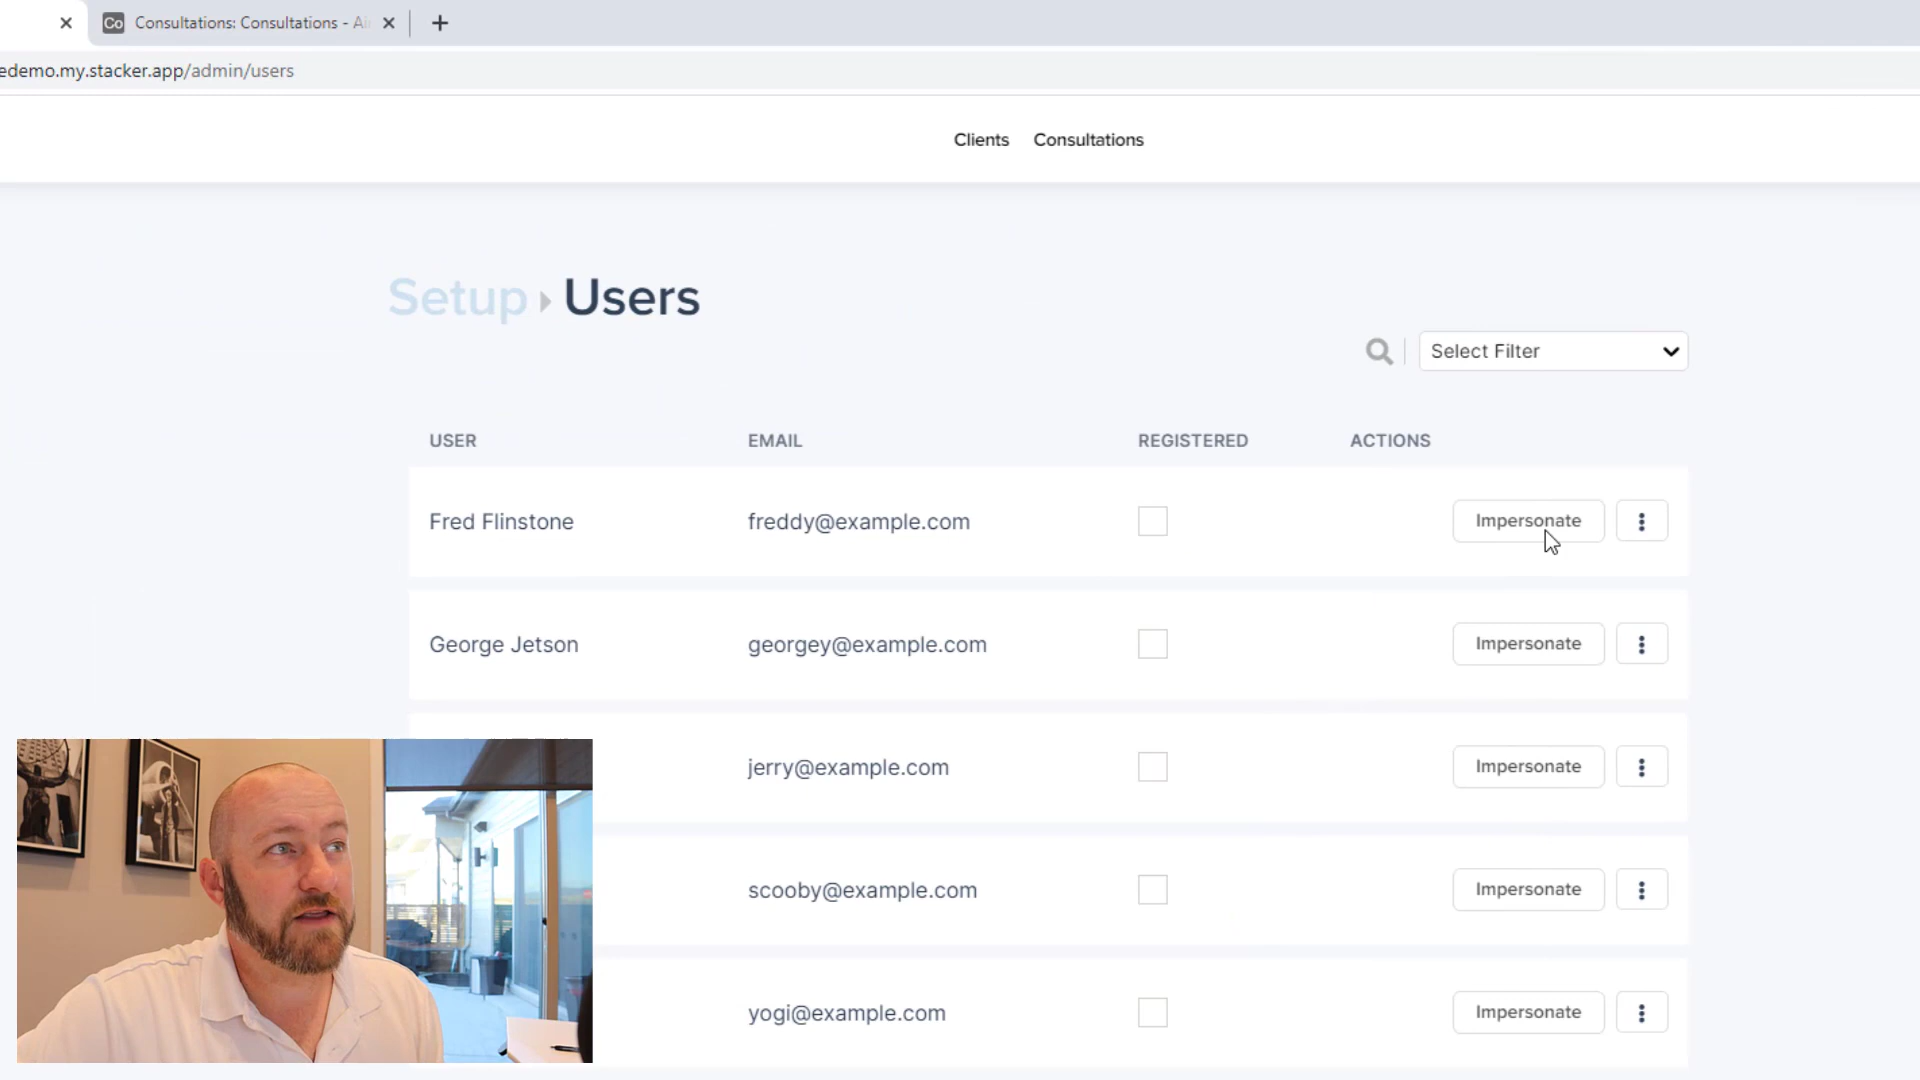 Co Consultations: Consultations - Ai
edemo.my.stacker.app/admin/users
Clients Consultations
Setup Users
Select Filter
USER EMAIL REGISTERED ACTIONS
Fred Flinstone freddy@example.com Impersonate
George Jetson georgey@example.com Impersonate
jerry@example.com Impersonate
scooby@example.com Impersonate
yogi@example.com Impersonate